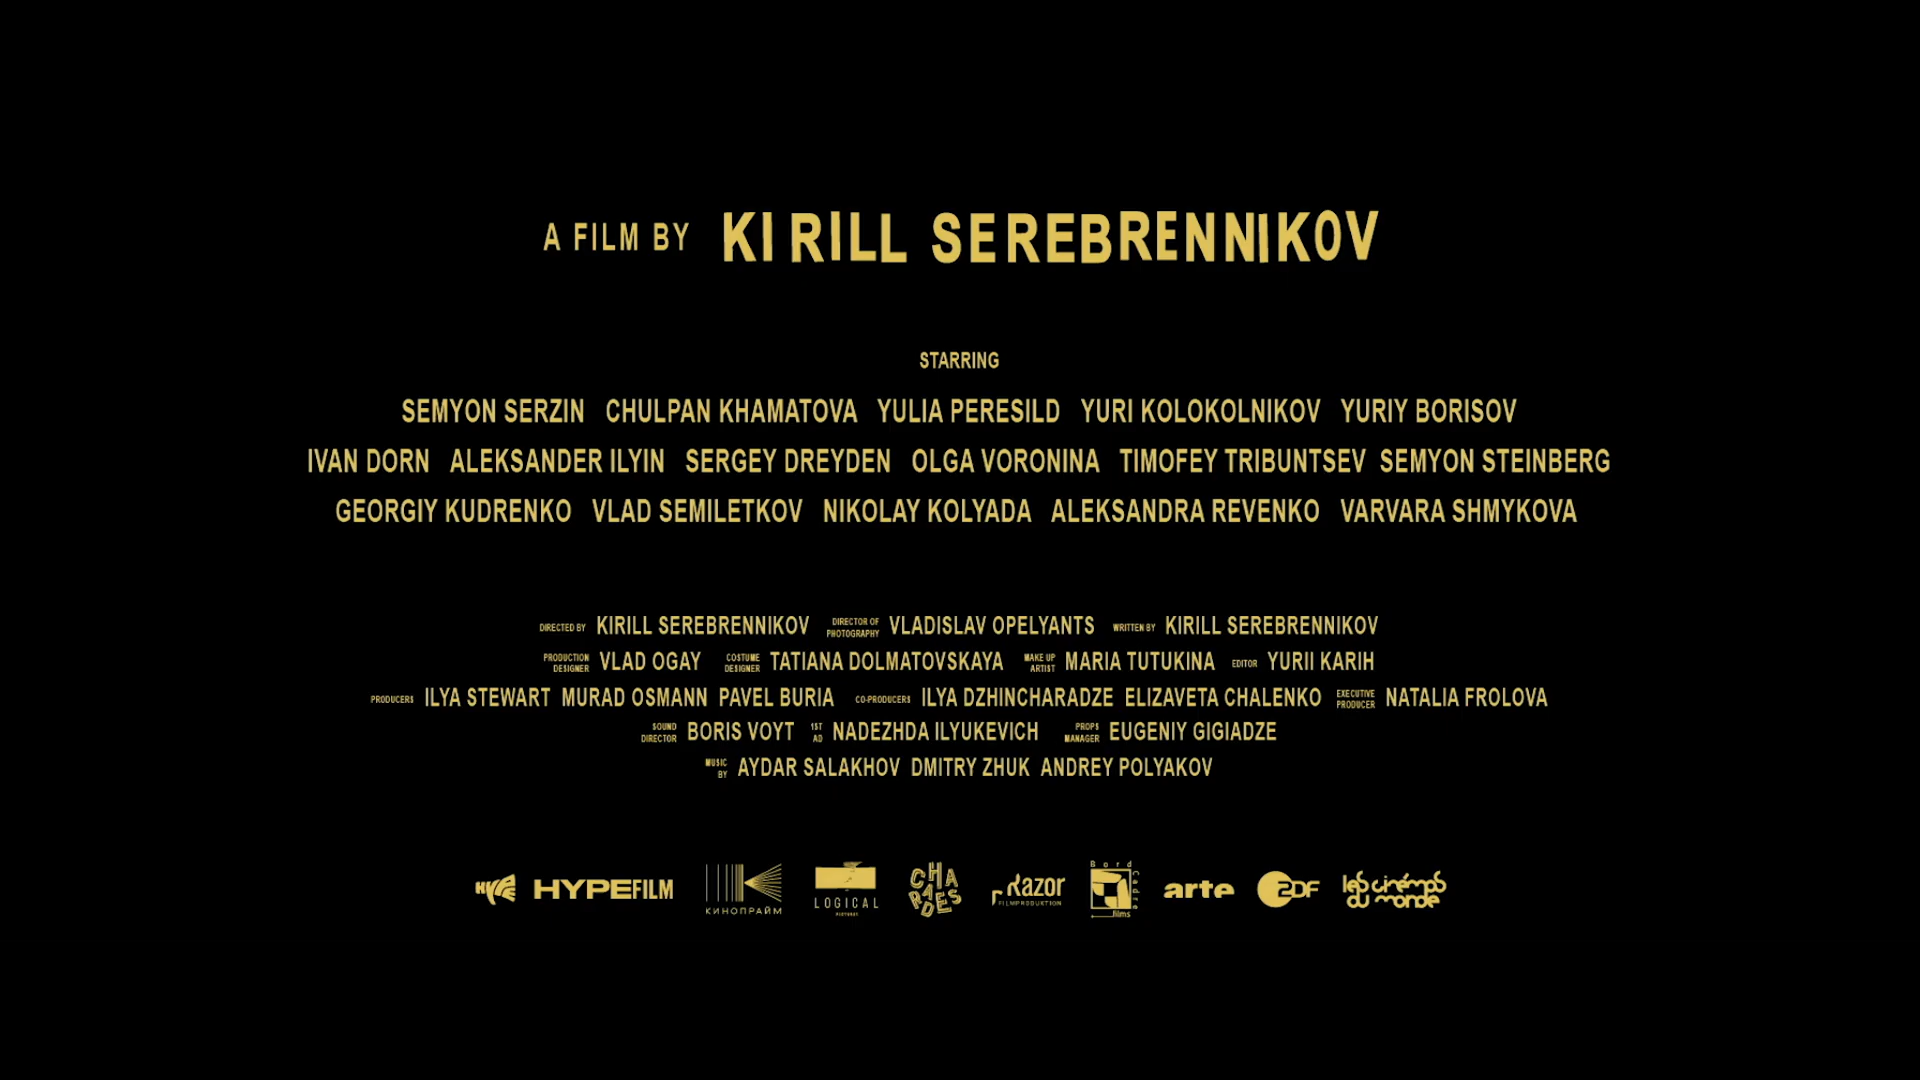 A FILM BY KIRILL SEREBRENNIKOV
STARRING
SEMYON SERZIN CHULPAN KHAMATOVA YULIA PERESILD YURI KOLOKOLNIKOV YURIY BORISOV
IVAN DORN ALEKSANDER ILYIN SERGEY DREYDEN OLGA VORONINA TIMOFEY TRIBUNTSEV SEMYON STEINBERG
GEORGIY KUDRENKO VLAD SEMILETKOV NIKOLAY KOLYADA ALEKSANDRA REVENKO VARVARA SHMYKOVA
DIRECTED BY KIRILL SEREBRENNIKOV DIRECTOR OF PHOTOGRAPHY VLADISLAV OPELYANTS WRITTEN BY KIRILL SEREBRENNIKOV
PRODUCTION DESIGNER VLAD OGAY COSTUME DESIGNER TATIANA DOLMATOVSKAYA MAKE UP ARTIST MARIA TUTUKINA EDITOR YURII KARIH
PRODUCERS ILYA STEWART MURAD OSMANN PAVEL BURIA CO-PRODUCERS ILYA DZHINCHARADZE ELIZAVETA CHALENKO EXECUTIVE PRODUCER NATALIA FROLOVA
SOUND DIRECTOR BORIS VOYT 1ST AD NADEZHDA ILYUKEVICH PROPS MANAGER EUGENIY GIGIADZE
MUSIC BY AYDAR SALAKHOV DMITRY ZHUK ANDREY POLYAKOV
HYPEFILM КИНОПРАЙМ LOGICAL PICTURES CHARADES Razor FILMPRODUKTION Bord Cadre films arte ZDF les cinémas du monde